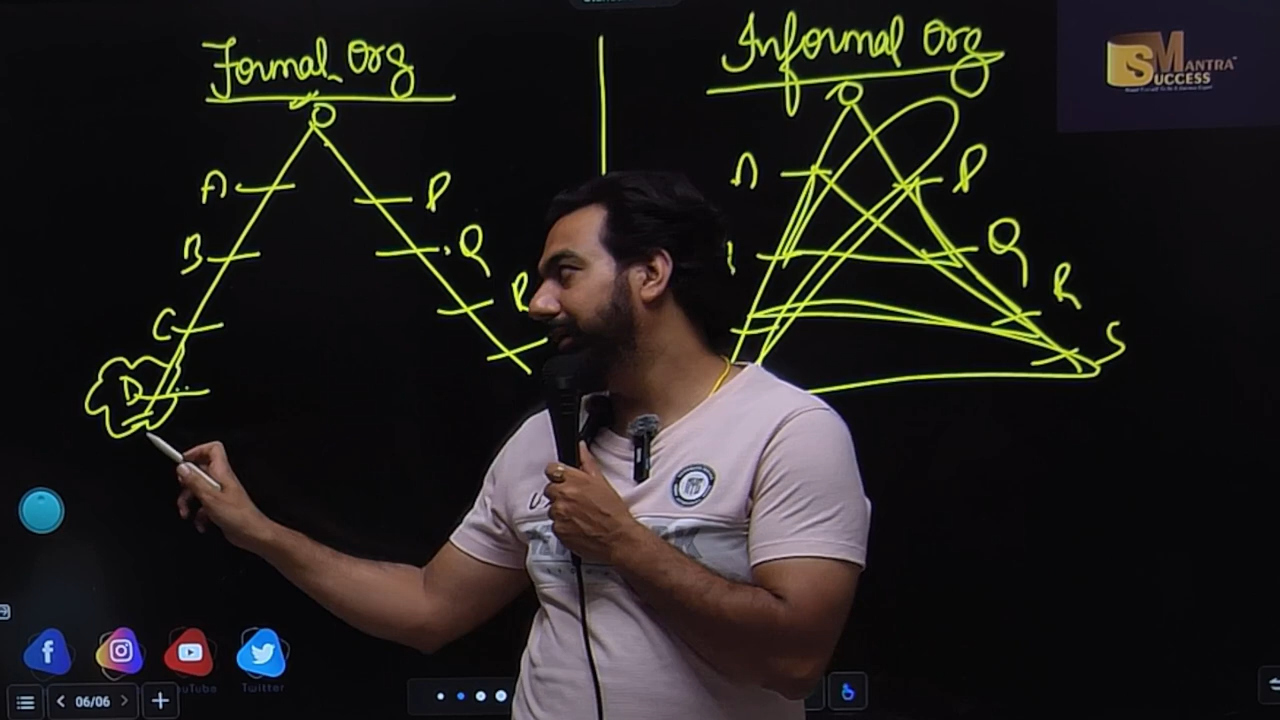 Formal Org
O
A
B
C
D
P
Q
R
Informal Org
O
A
P
Q
R
S
SMANTRA
SUCCESS
06/06
YouTube
Twitter